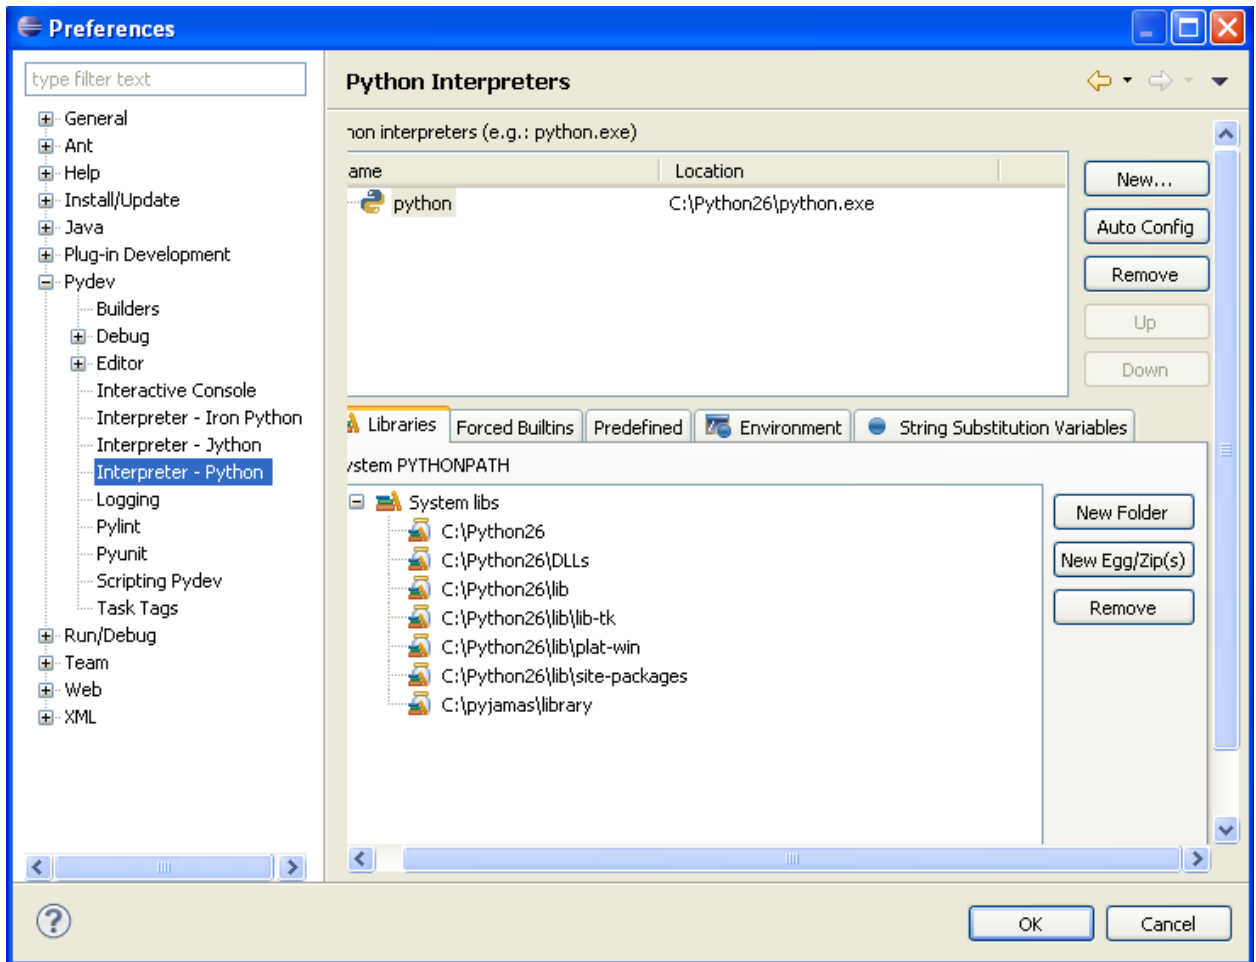 Preferences
type filter text
General
Ant
Help
Install/Update
Java
Plug-in Development
Pydev
Builders
Debug
Editor
Interactive Console
Interpreter - Iron Python
Interpreter - Jython
Interpreter - Python
Logging
Pylint
Pyunit
Scripting Pydev
Task Tags
Run/Debug
Team
Web
XML
Python Interpreters
hon interpreters (e.g.: python.exe)
ame Location
python C:\Python26\python.exe
New...
Auto Config
Remove
Up
Down
Libraries Forced Builtins Predefined Environment String Substitution Variables
ystem PYTHONPATH
System libs
C:\Python26
C:\Python26\DLLs
C:\Python26\lib
C:\Python26\lib\lib-tk
C:\Python26\lib\plat-win
C:\Python26\lib\site-packages
C:\pyjamas\library
New Folder
New Egg/Zip(s)
Remove
OK Cancel